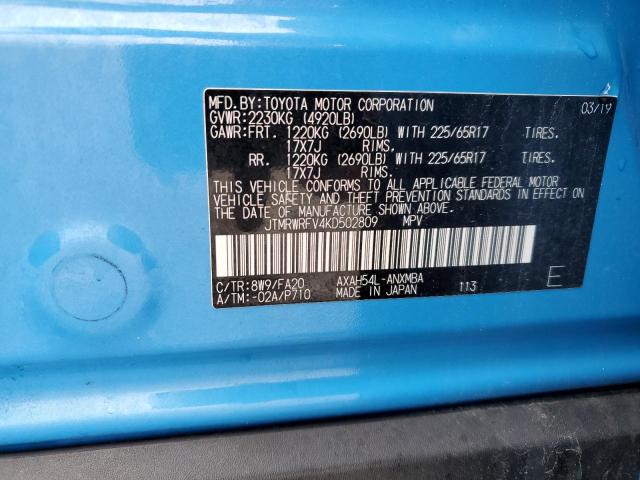 MFD. BY: TOYOTA MOTOR CORPORATION 03/19
GVWR: 2230KG (4920LB)
GAWR: FRT. 1220KG (2690LB) WITH 225/65R17 TIRES.
17X7J RIMS.
RR. 1220KG (2690LB) WITH 225/65R17 TIRES.
17X7J RIMS.
THIS VEHICLE CONFORMS TO ALL APPLICABLE FEDERAL MOTOR
VEHICLE SAFETY AND THEFT PREVENTION STANDARDS IN EFFECT
ON THE DATE OF MANUFACTURE SHOWN ABOVE.
JTMRWRFV4KD502809 MPV
C/TR: 8W9/FA20 AXAH54L-ANXMBA
A/TM: -02A/P710 MADE IN JAPAN 113 E